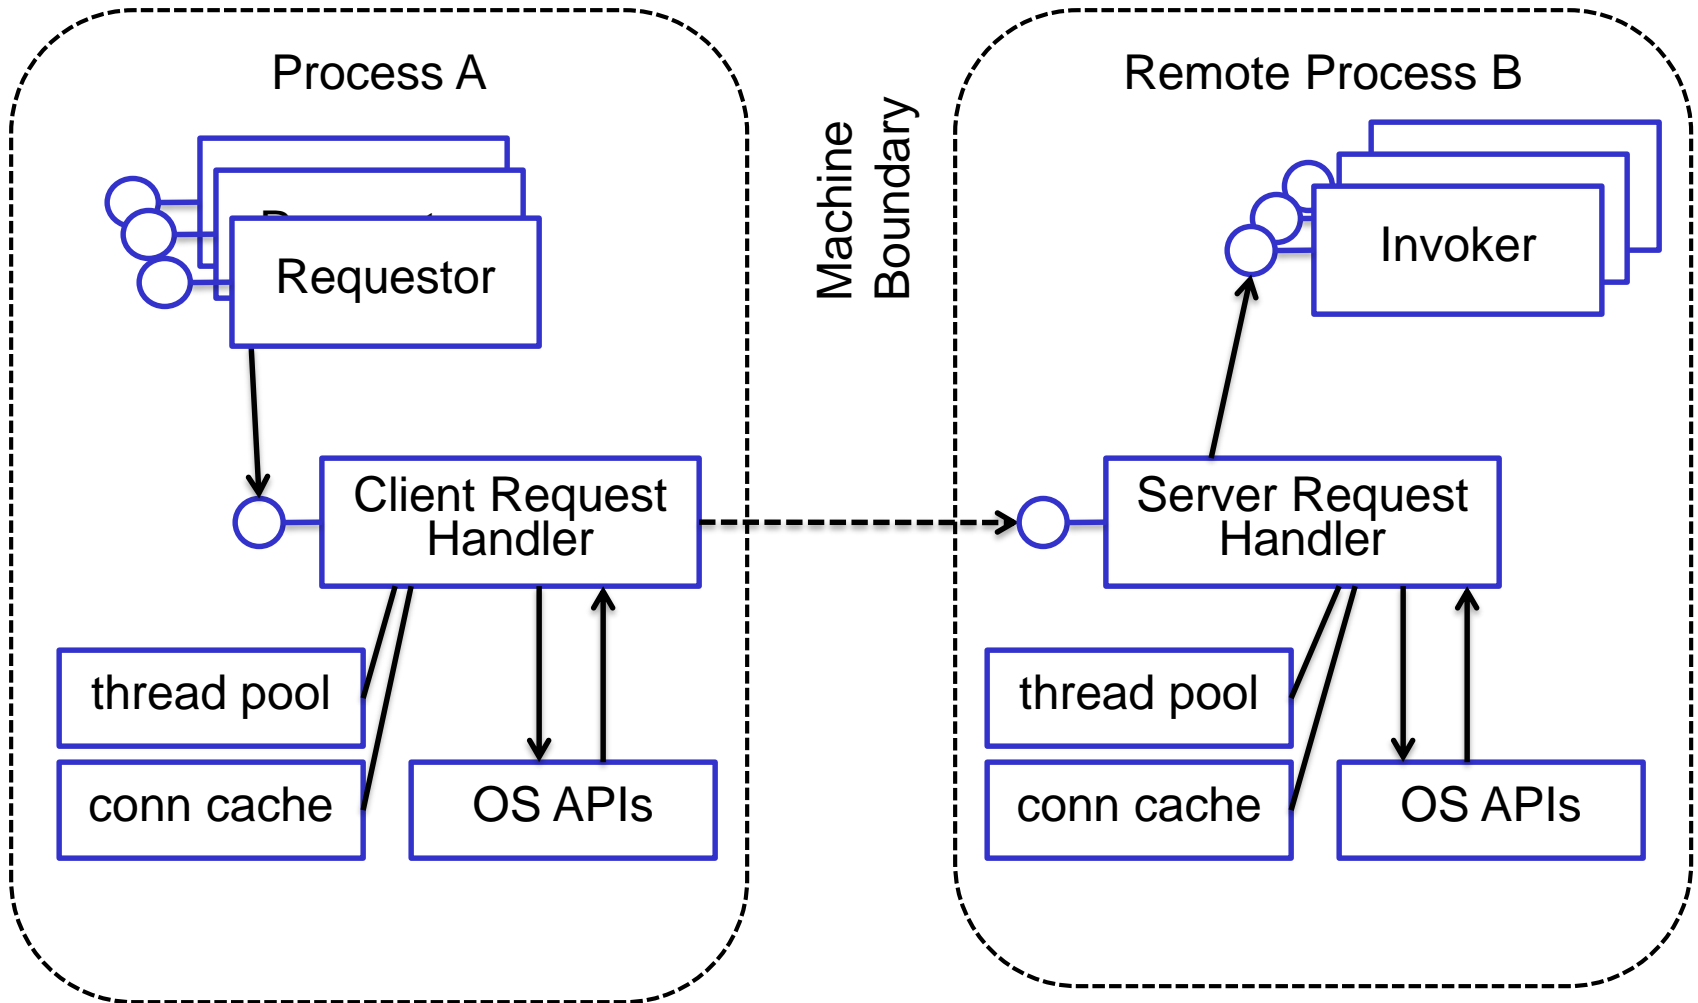 Process A
Remote Process B
Machine
Boundary
Requestor
Invoker
Client Request
Handler
Server Request
Handler
thread pool
conn cache
OS APIs
thread pool
conn cache
OS APIs